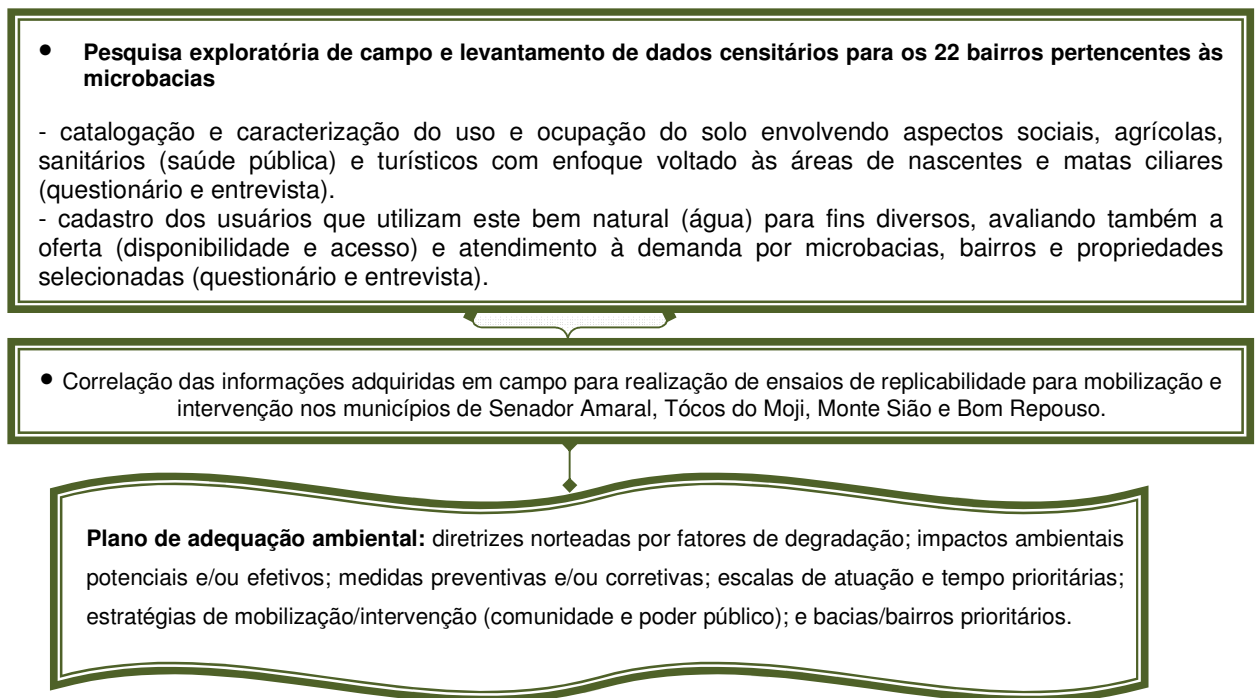 • Pesquisa exploratória de campo e levantamento de dados censitários para os 22 bairros pertencentes às
microbacias
- catalogação e caracterização do uso e ocupação do solo envolvendo aspectos sociais, agrícolas,
sanitários (saúde pública) e turísticos com enfoque voltado às áreas de nascentes e matas ciliares
(questionário e entrevista).
- cadastro dos usuários que utilizam este bem natural (água) para fins diversos, avaliando também a
oferta (disponibilidade e acesso) e atendimento à demanda por microbacias, bairros e propriedades
selecionadas (questionário e entrevista).
• Correlação das informações adquiridas em campo para realização de ensaios de replicabilidade para mobilização e
intervenção nos municípios de Senador Amaral, Tócos do Moji, Monte Sião e Bom Repouso.
Plano de adequação ambiental: diretrizes norteadas por fatores de degradação; impactos ambientais
potenciais e/ou efetivos; medidas preventivas e/ou corretivas; escalas de atuação e tempo prioritárias;
estratégias de mobilização/intervenção (comunidade e poder público); e bacias/bairros prioritários.